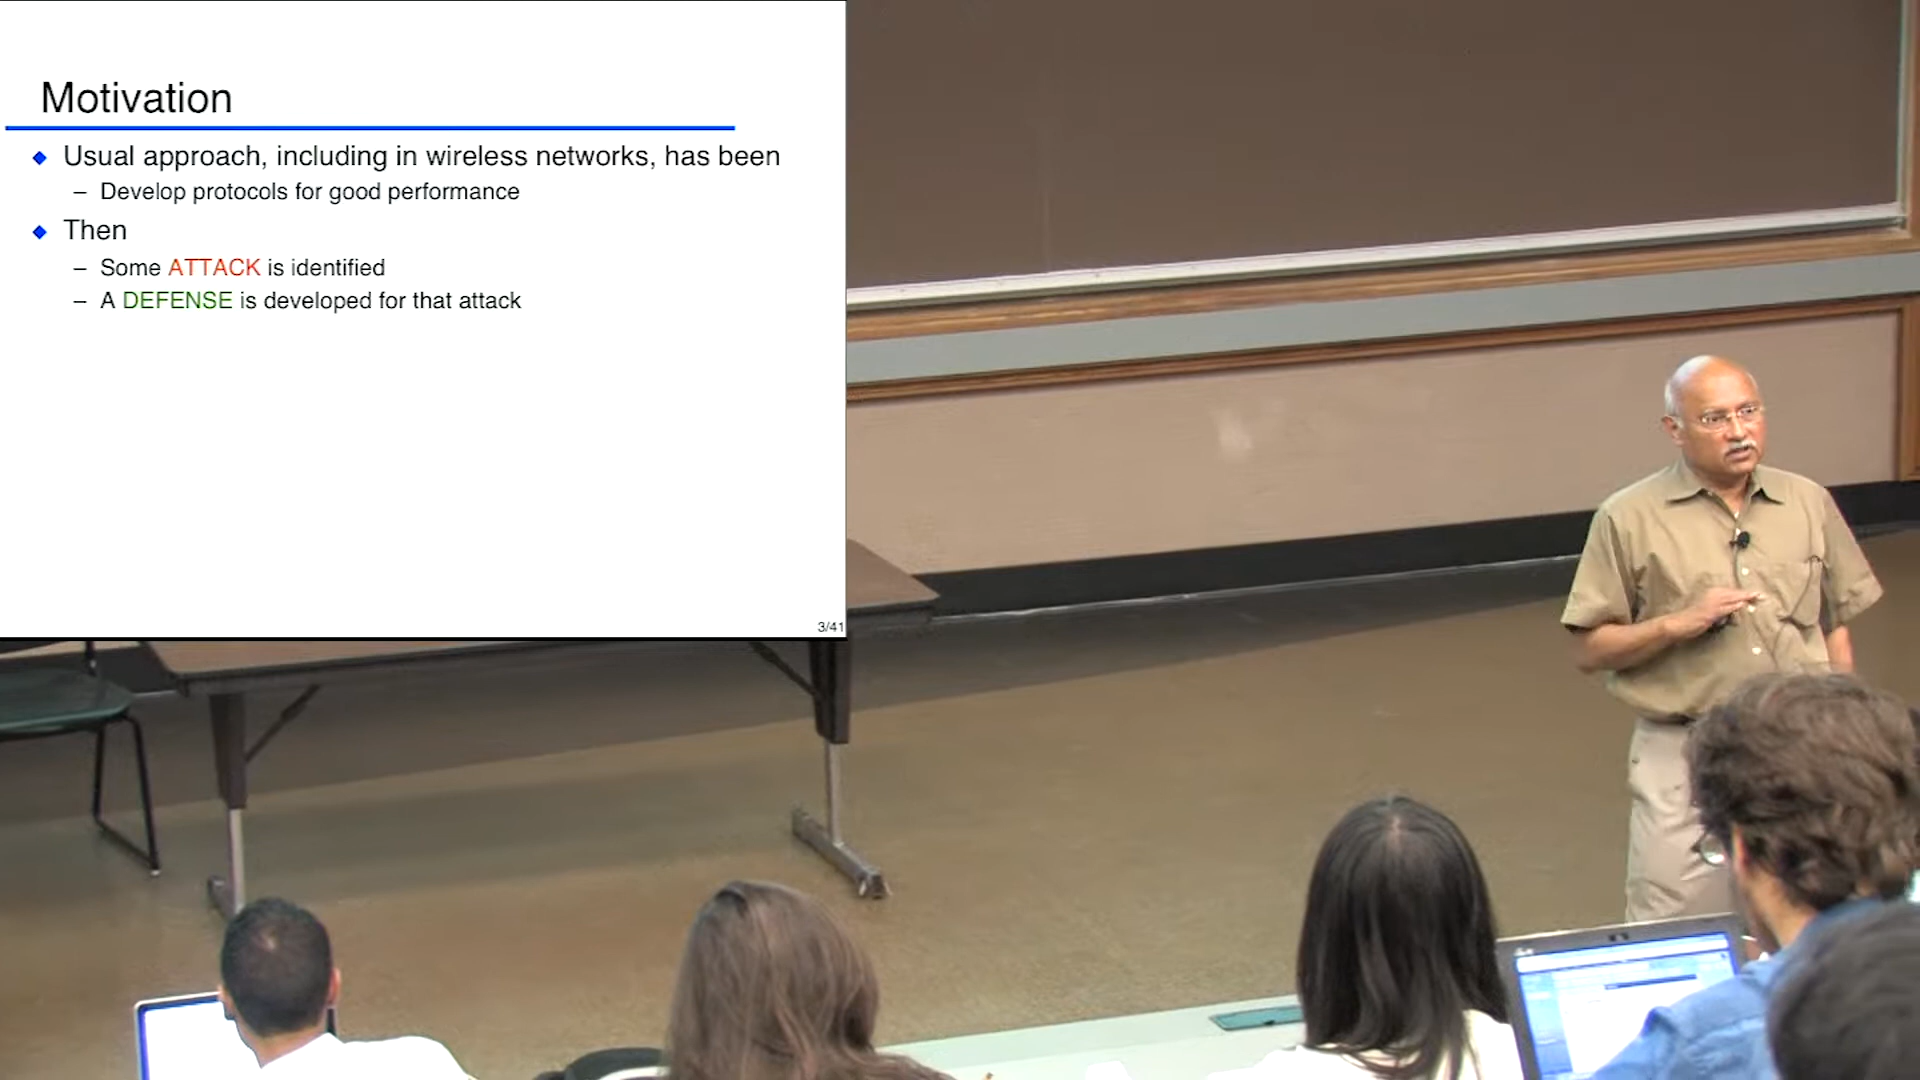 Motivation
◆ Usual approach, including in wireless networks, has been
– Develop protocols for good performance
◆ Then
– Some ATTACK is identified
– A DEFENSE is developed for that attack
3/41